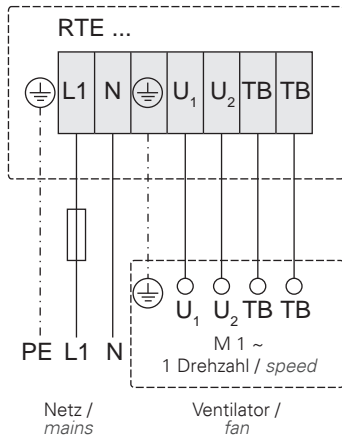 RTE ...
L1 N U1 U2 TB TB
U1 U2 TB TB
M 1 ~
1 Drehzahl / speed
PE L1 N
Netz /
mains
Ventilator /
fan